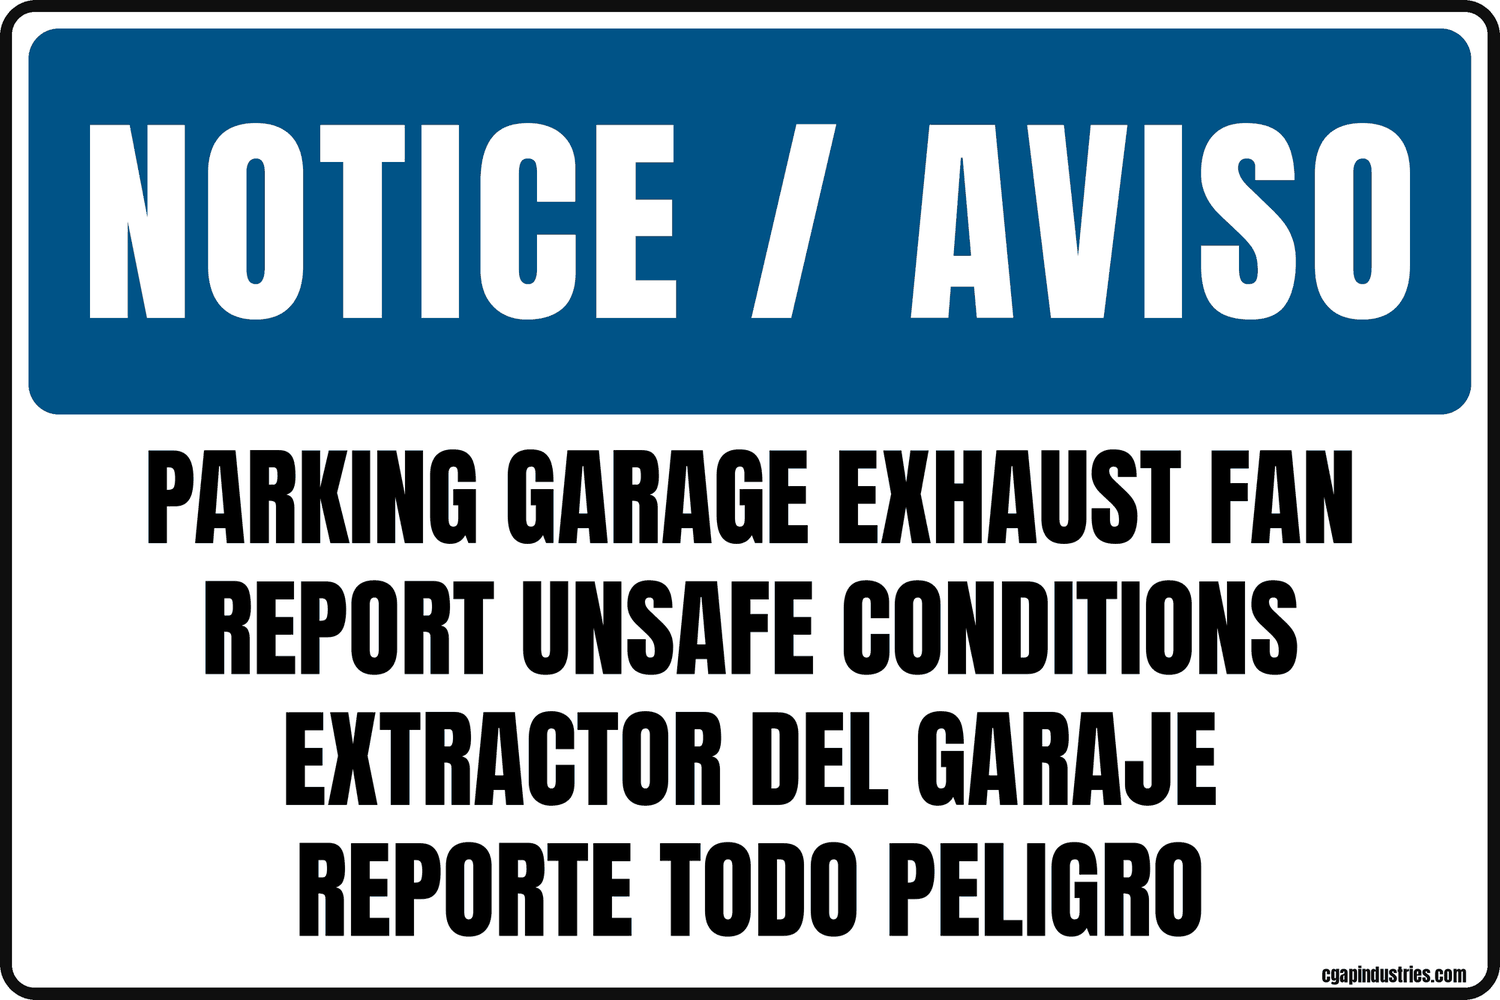 NOTICE / AVISO
PARKING GARAGE EXHAUST FAN
REPORT UNSAFE CONDITIONS
EXTRACTOR DEL GARAJE
REPORTE TODO PELIGRO
cgapindustries.com